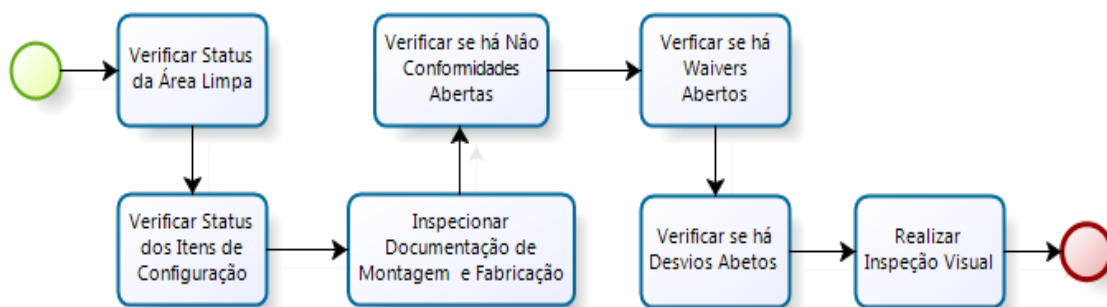 Verificar Status
da Área Limpa
Verificar Status
dos Itens de
Configuração
Inspecionar
Documentação de
Montagem e Fabricação
Verificar se há Nâo
Conformidades
Abertas
Verficar se há
Waivers
Abertos
Verificar se há
Desvios Abetos
Realizar
Inspeção Visual